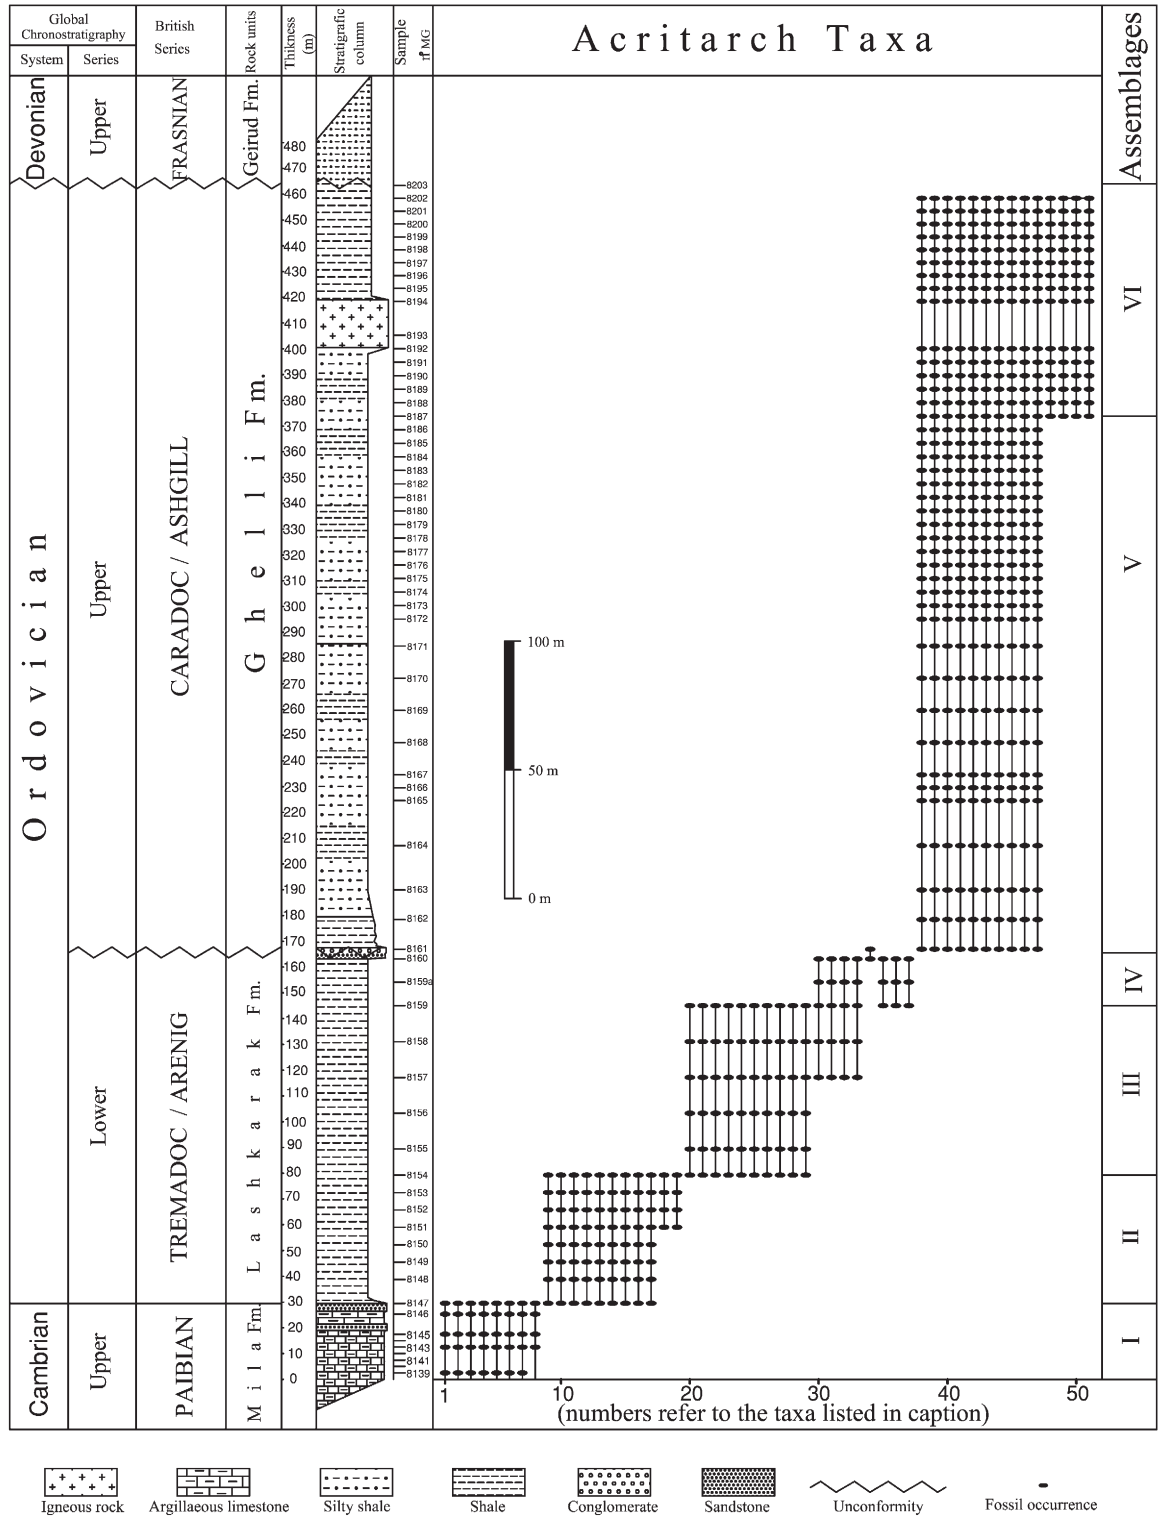 Global
Chronostratigraphy
System
Series
British
Series
Rock units
Thikness
(m)
Stratigrafic
column
Sample
nº MG
Acritarch Taxa
Assemblages
Devonian
Upper
FRASNIAN
Geirud Fm.
Ordovician
Upper
CARADOC / ASHGILL
Ghelli Fm.
Lower
TREMADOC / ARENIG
Lashkarak Fm.
Cambrian
Upper
PAIBIAN
Mila Fm.
480
470
460
450
440
430
420
410
400
390
380
370
360
350
340
330
320
310
300
290
280
270
260
250
240
230
220
210
200
190
180
170
160
150
140
130
120
110
100
90
80
70
60
50
40
30
20
10
0
8203
8202
8201
8200
8199
8198
8197
8196
8195
8194
8193
8192
8191
8190
8189
8188
8187
8186
8185
8184
8183
8182
8181
8180
8179
8178
8177
8176
8175
8174
8173
8172
8171
8170
8169
8168
8167
8166
8165
8164
8163
8162
8161
8160
8159a
8159
8158
8157
8156
8155
8154
8153
8152
8151
8150
8149
8148
8147
8146
8145
8143
8141
8139
100 m
50 m
0 m
VI
V
IV
III
II
I
1 10 20 30 40 50
(numbers refer to the taxa listed in caption)
Igneous rock
Argillaeous limestone
Silty shale
Shale
Conglomerate
Sandstone
Unconformity
Fossil occurrence